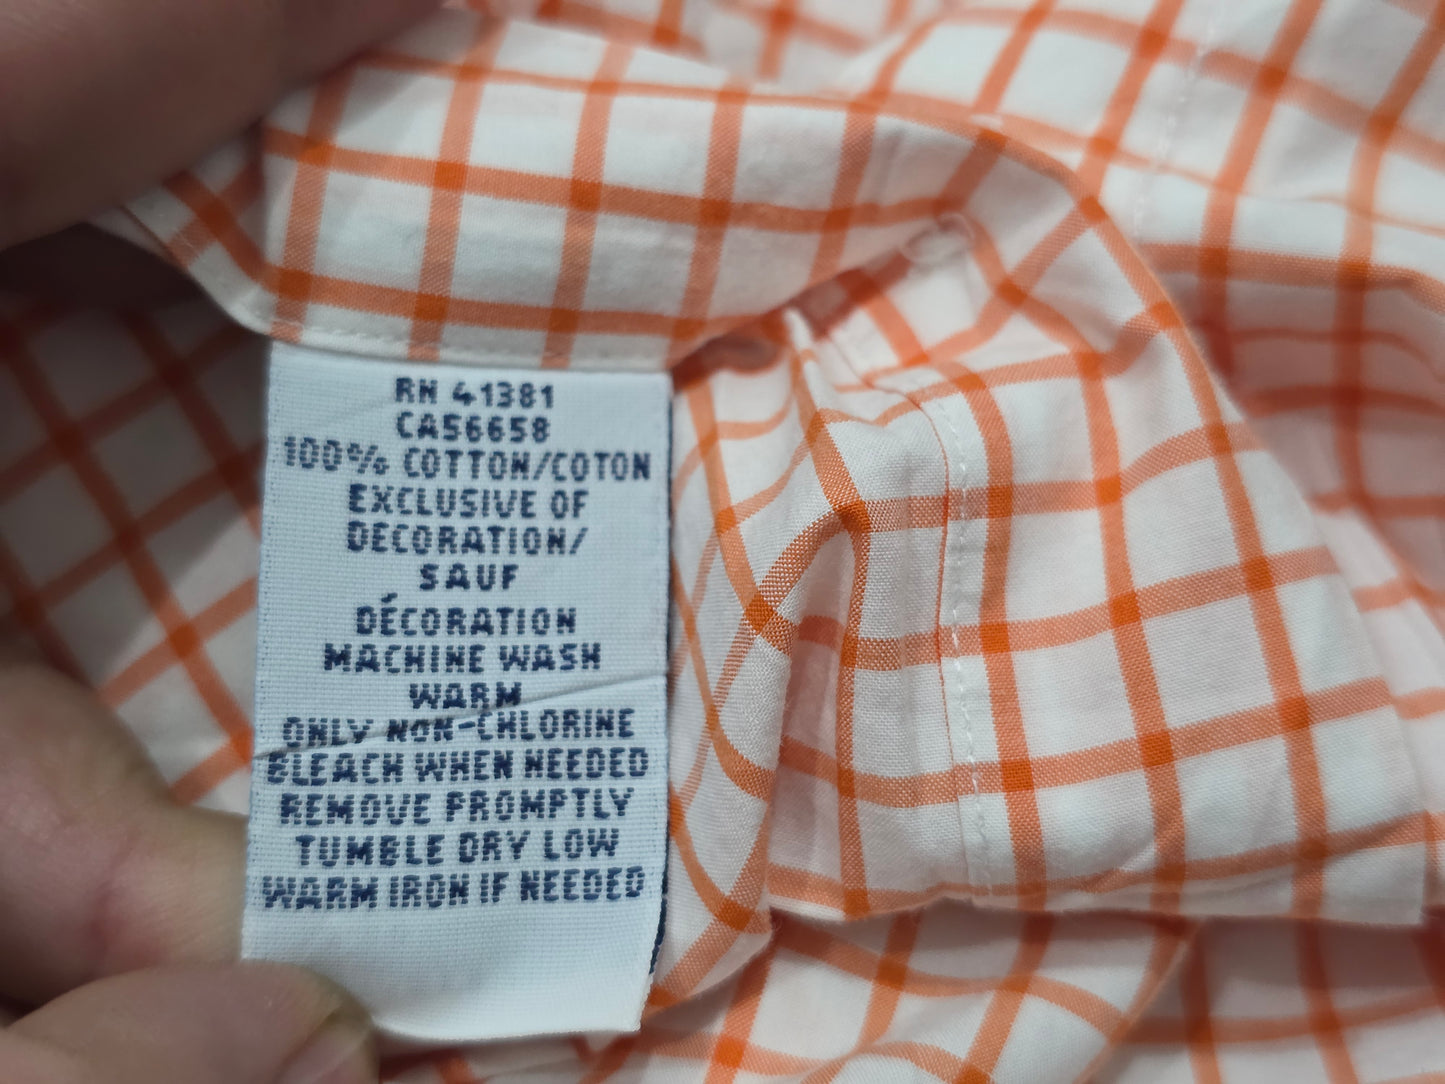 RN 41381
CA56658
100% COTTON/COTON
EXCLUSIVE OF
DECORATION/
SAUF
DÉCORATION
MACHINE WASH
WARM
ONLY NON-CHLORINE
BLEACH WHEN NEEDED
REMOVE PROMPTLY
TUMBLE DRY LOW
WARM IRON IF NEEDED